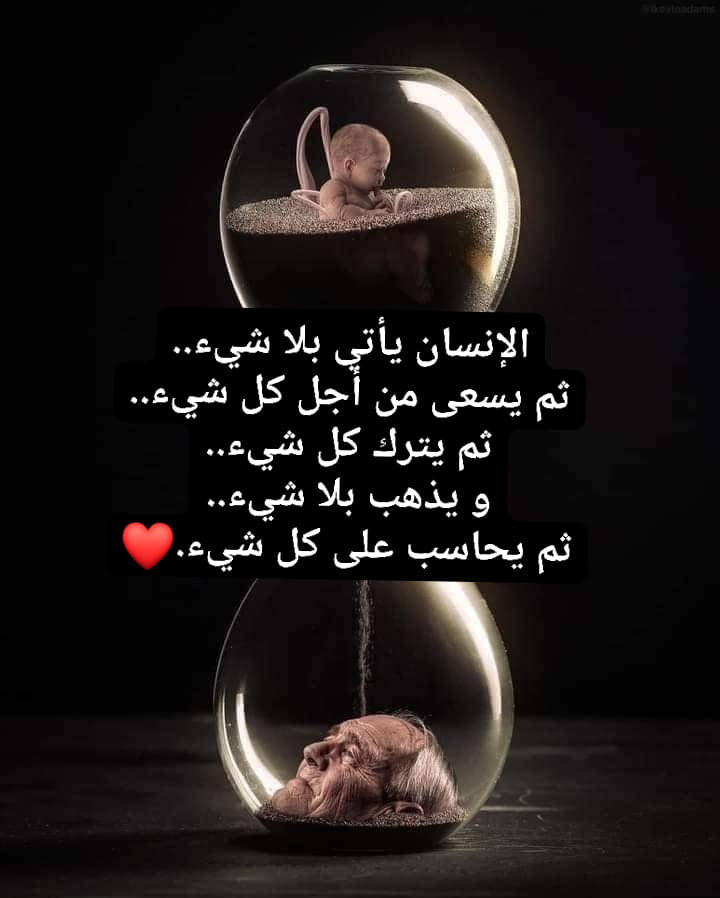 @ikevinadams
الإنسان يأتي بلا شيء..
ثم يسعى من أجل كل شيء..
ثم يترك كل شيء..
و يذهب بلا شيء..
ثم يحاسب على كل شيء.❤️